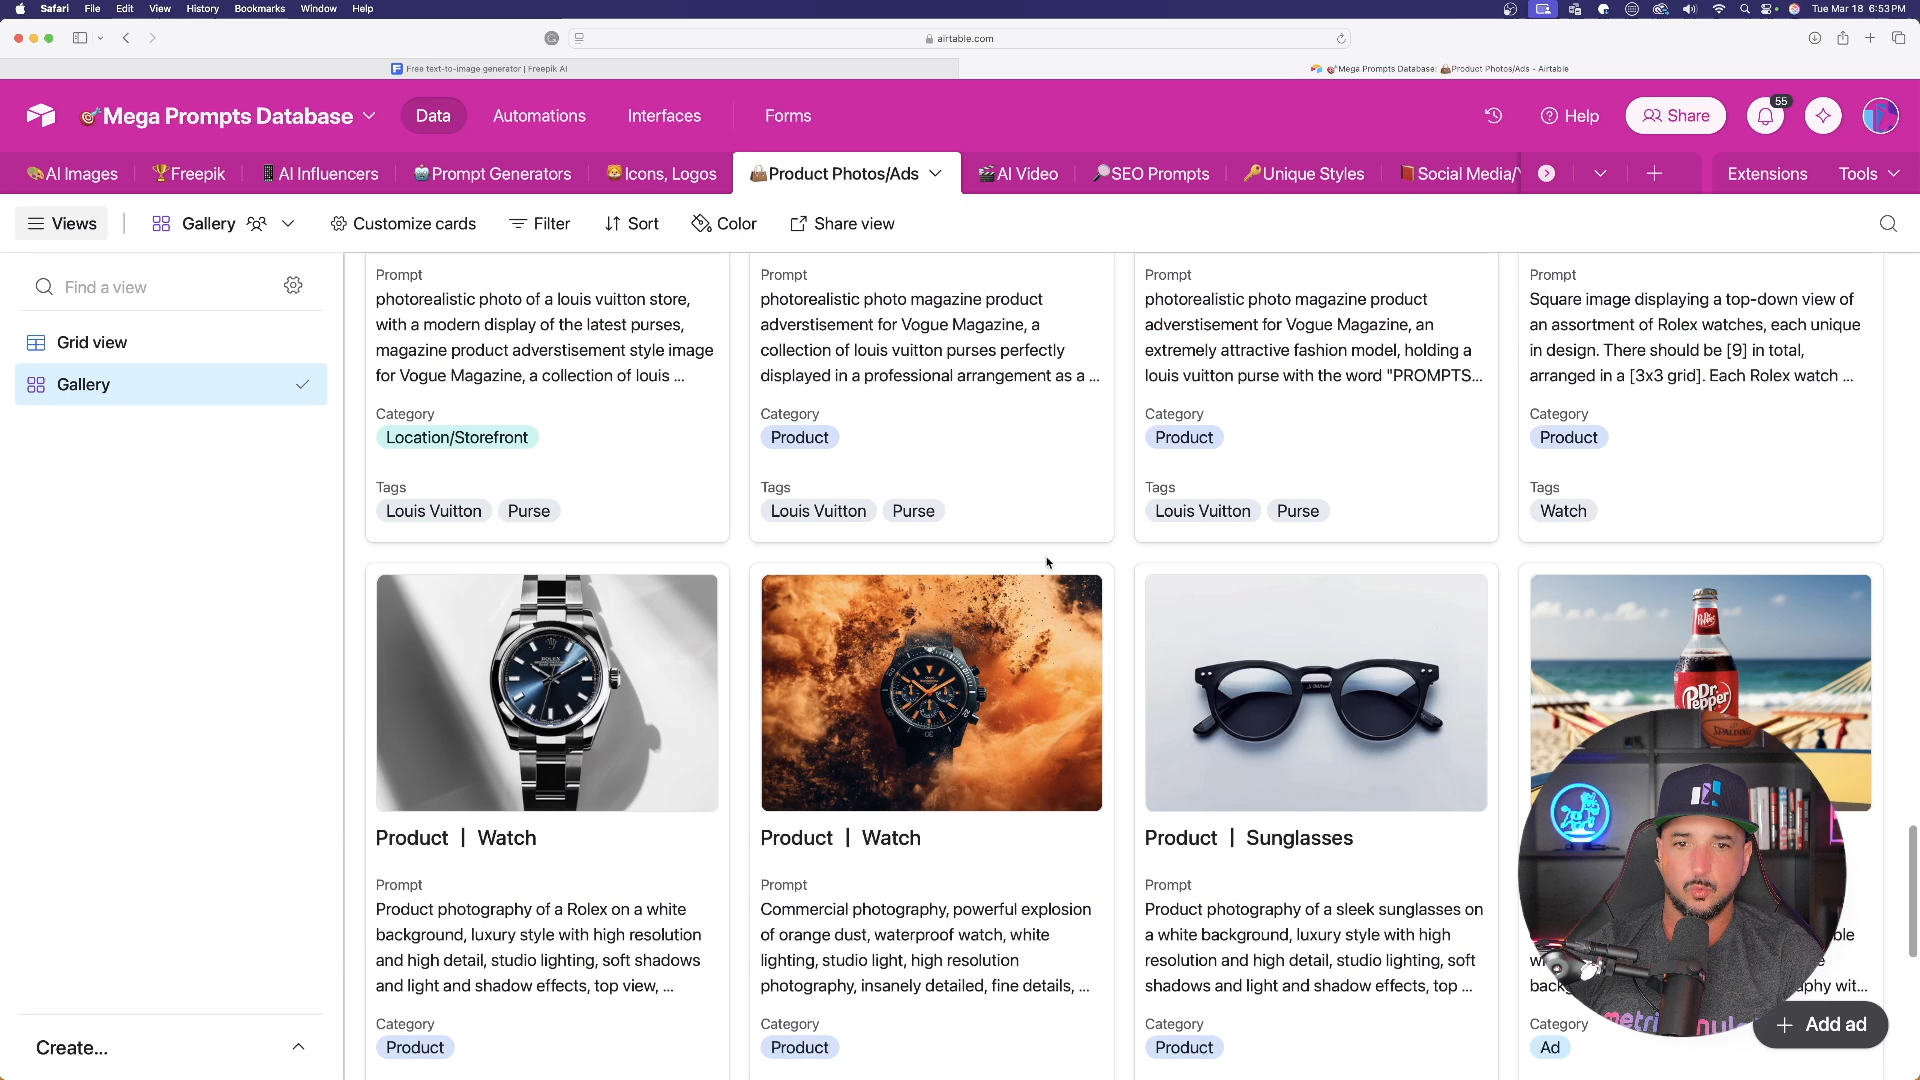 Safari File Edit View History Bookmarks Window Help Tue Mar 18 6:53 PM
airtable.com
Free text-to-image generator | Freepik AI
Mega Prompts Database: Product Photos/Ads - Airtable
Mega Prompts Database Data Automations Interfaces Forms Help Share 55
AI Images Freepik AI Influencers Prompt Generators Icons, Logos Product Photos/Ads AI Video SEO Prompts Unique Styles Social Media/ Extensions Tools
Views Gallery Customize cards Filter Sort Color Share view
Find a view
Grid view
Gallery
Create...
Prompt
photorealistic photo of a louis vuitton store,
with a modern display of the latest purses,
magazine product adverstisement style image
for Vogue Magazine, a collection of louis ...
Category
Location/Storefront
Tags
Louis Vuitton Purse
Prompt
photorealistic photo magazine product
adverstisement for Vogue Magazine, a
collection of louis vuitton purses perfectly
displayed in a professional arrangement as a ...
Category
Product
Tags
Louis Vuitton Purse
Prompt
photorealistic photo magazine product
adverstisement for Vogue Magazine, an
extremely attractive fashion model, holding a
louis vuitton purse with the word "PROMPTS...
Category
Product
Tags
Louis Vuitton Purse
Prompt
Square image displaying a top-down view of
an assortment of Rolex watches, each unique
in design. There should be [9] in total,
arranged in a [3x3 grid]. Each Rolex watch ...
Category
Product
Tags
Watch
ROLEX
Product | Watch
Prompt
Product photography of a Rolex on a white
background, luxury style with high resolution
and high detail, studio lighting, soft shadows
and light and shadow effects, top view, ...
Category
Product
Product | Watch
Prompt
Commercial photography, powerful explosion
of orange dust, waterproof watch, white
lighting, studio light, high resolution
photography, insanely detailed, fine details, ...
Category
Product
Product | Sunglasses
Prompt
Product photography of a sleek sunglasses on
a white background, luxury style with high
resolution and high detail, studio lighting, soft
shadows and light and shadow effects, top ...
Category
Product
Dr. Pepper
SPALDING
Category
Ad
Add ad